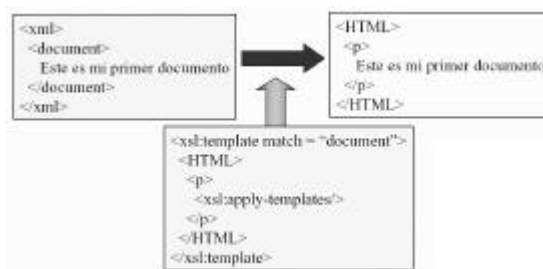 <xml>
<document>
Este es mi primer documento
</document>
</xml>
<HTML>
<p>
Este es mi primer documento
</p>
</HTML>
<xsl:template match = “document”>
<HTML>
<p>
<xsl:apply-templates/>
</p>
</HTML>
</xsl:template>